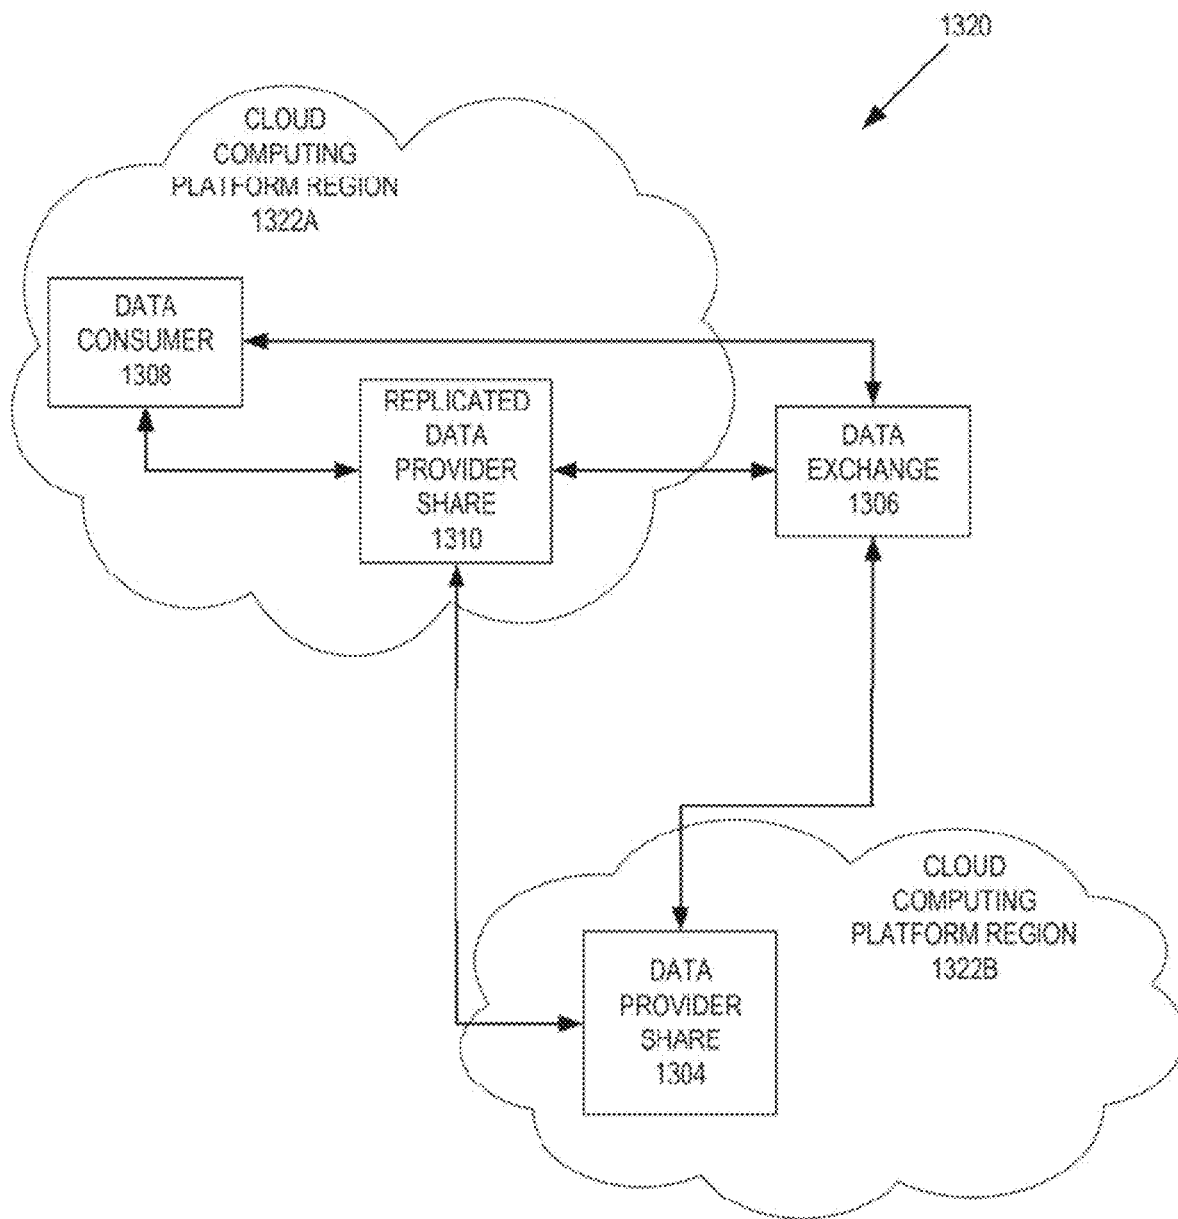 1320
CLOUD
COMPUTING
PLATFORM REGION
1322A
DATA
CONSUMER
1308
REPLICATED
DATA
PROVIDER
SHARE
1310
DATA
EXCHANGE
1306
CLOUD
COMPUTING
PLATFORM REGION
1322B
DATA
PROVIDER
SHARE
1304